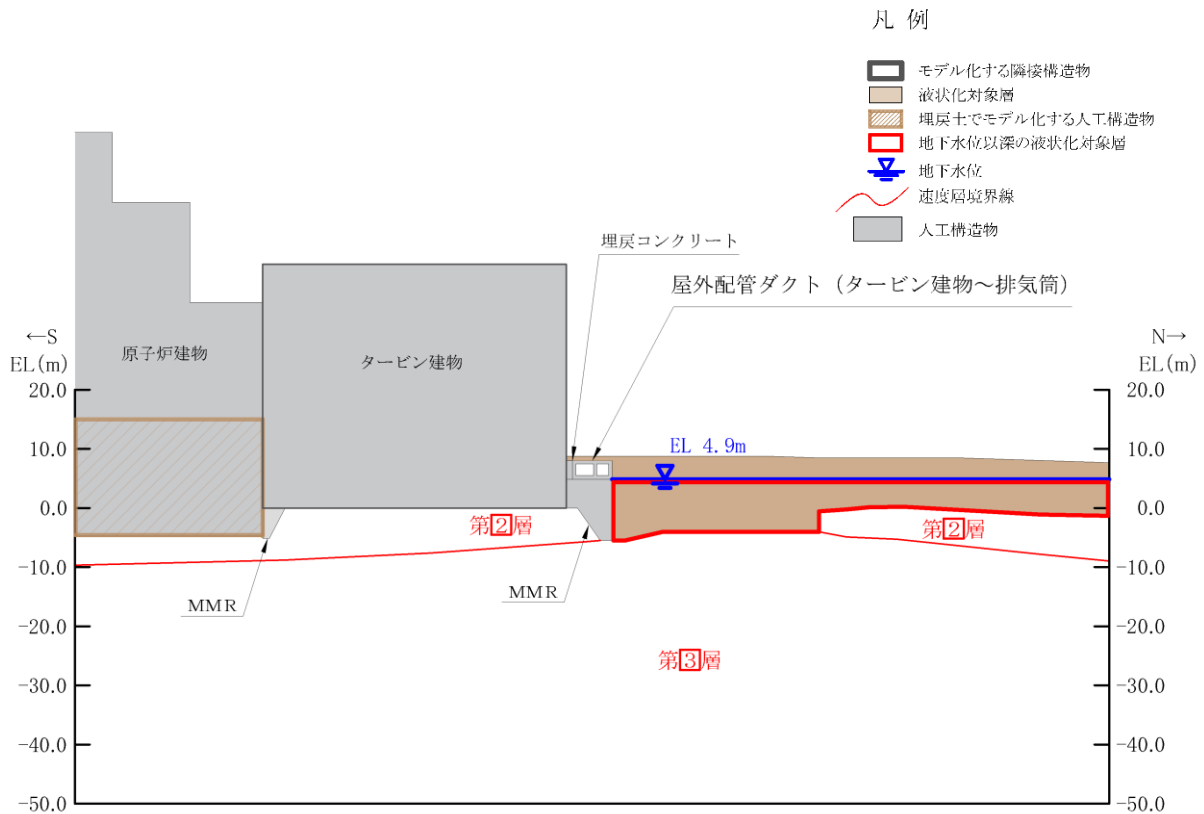 凡 例
モデル化する隣接構造物
液状化対象層
埋戻土でモデル化する人工構造物
地下水位以深の液状化対象層
地下水位
速度層境界線
人工構造物
埋戻コンクリート
屋外配管ダクト（タービン建物～排気筒）
←S
EL(m)
原子炉建物
タービン建物
N→
EL(m)
20.0
10.0
0.0
-10.0
-20.0
-30.0
-40.0
-50.0
EL 4.9m
第2層
第2層
MMR
MMR
第3層
20.0
10.0
0.0
-10.0
-20.0
-30.0
-40.0
-50.0